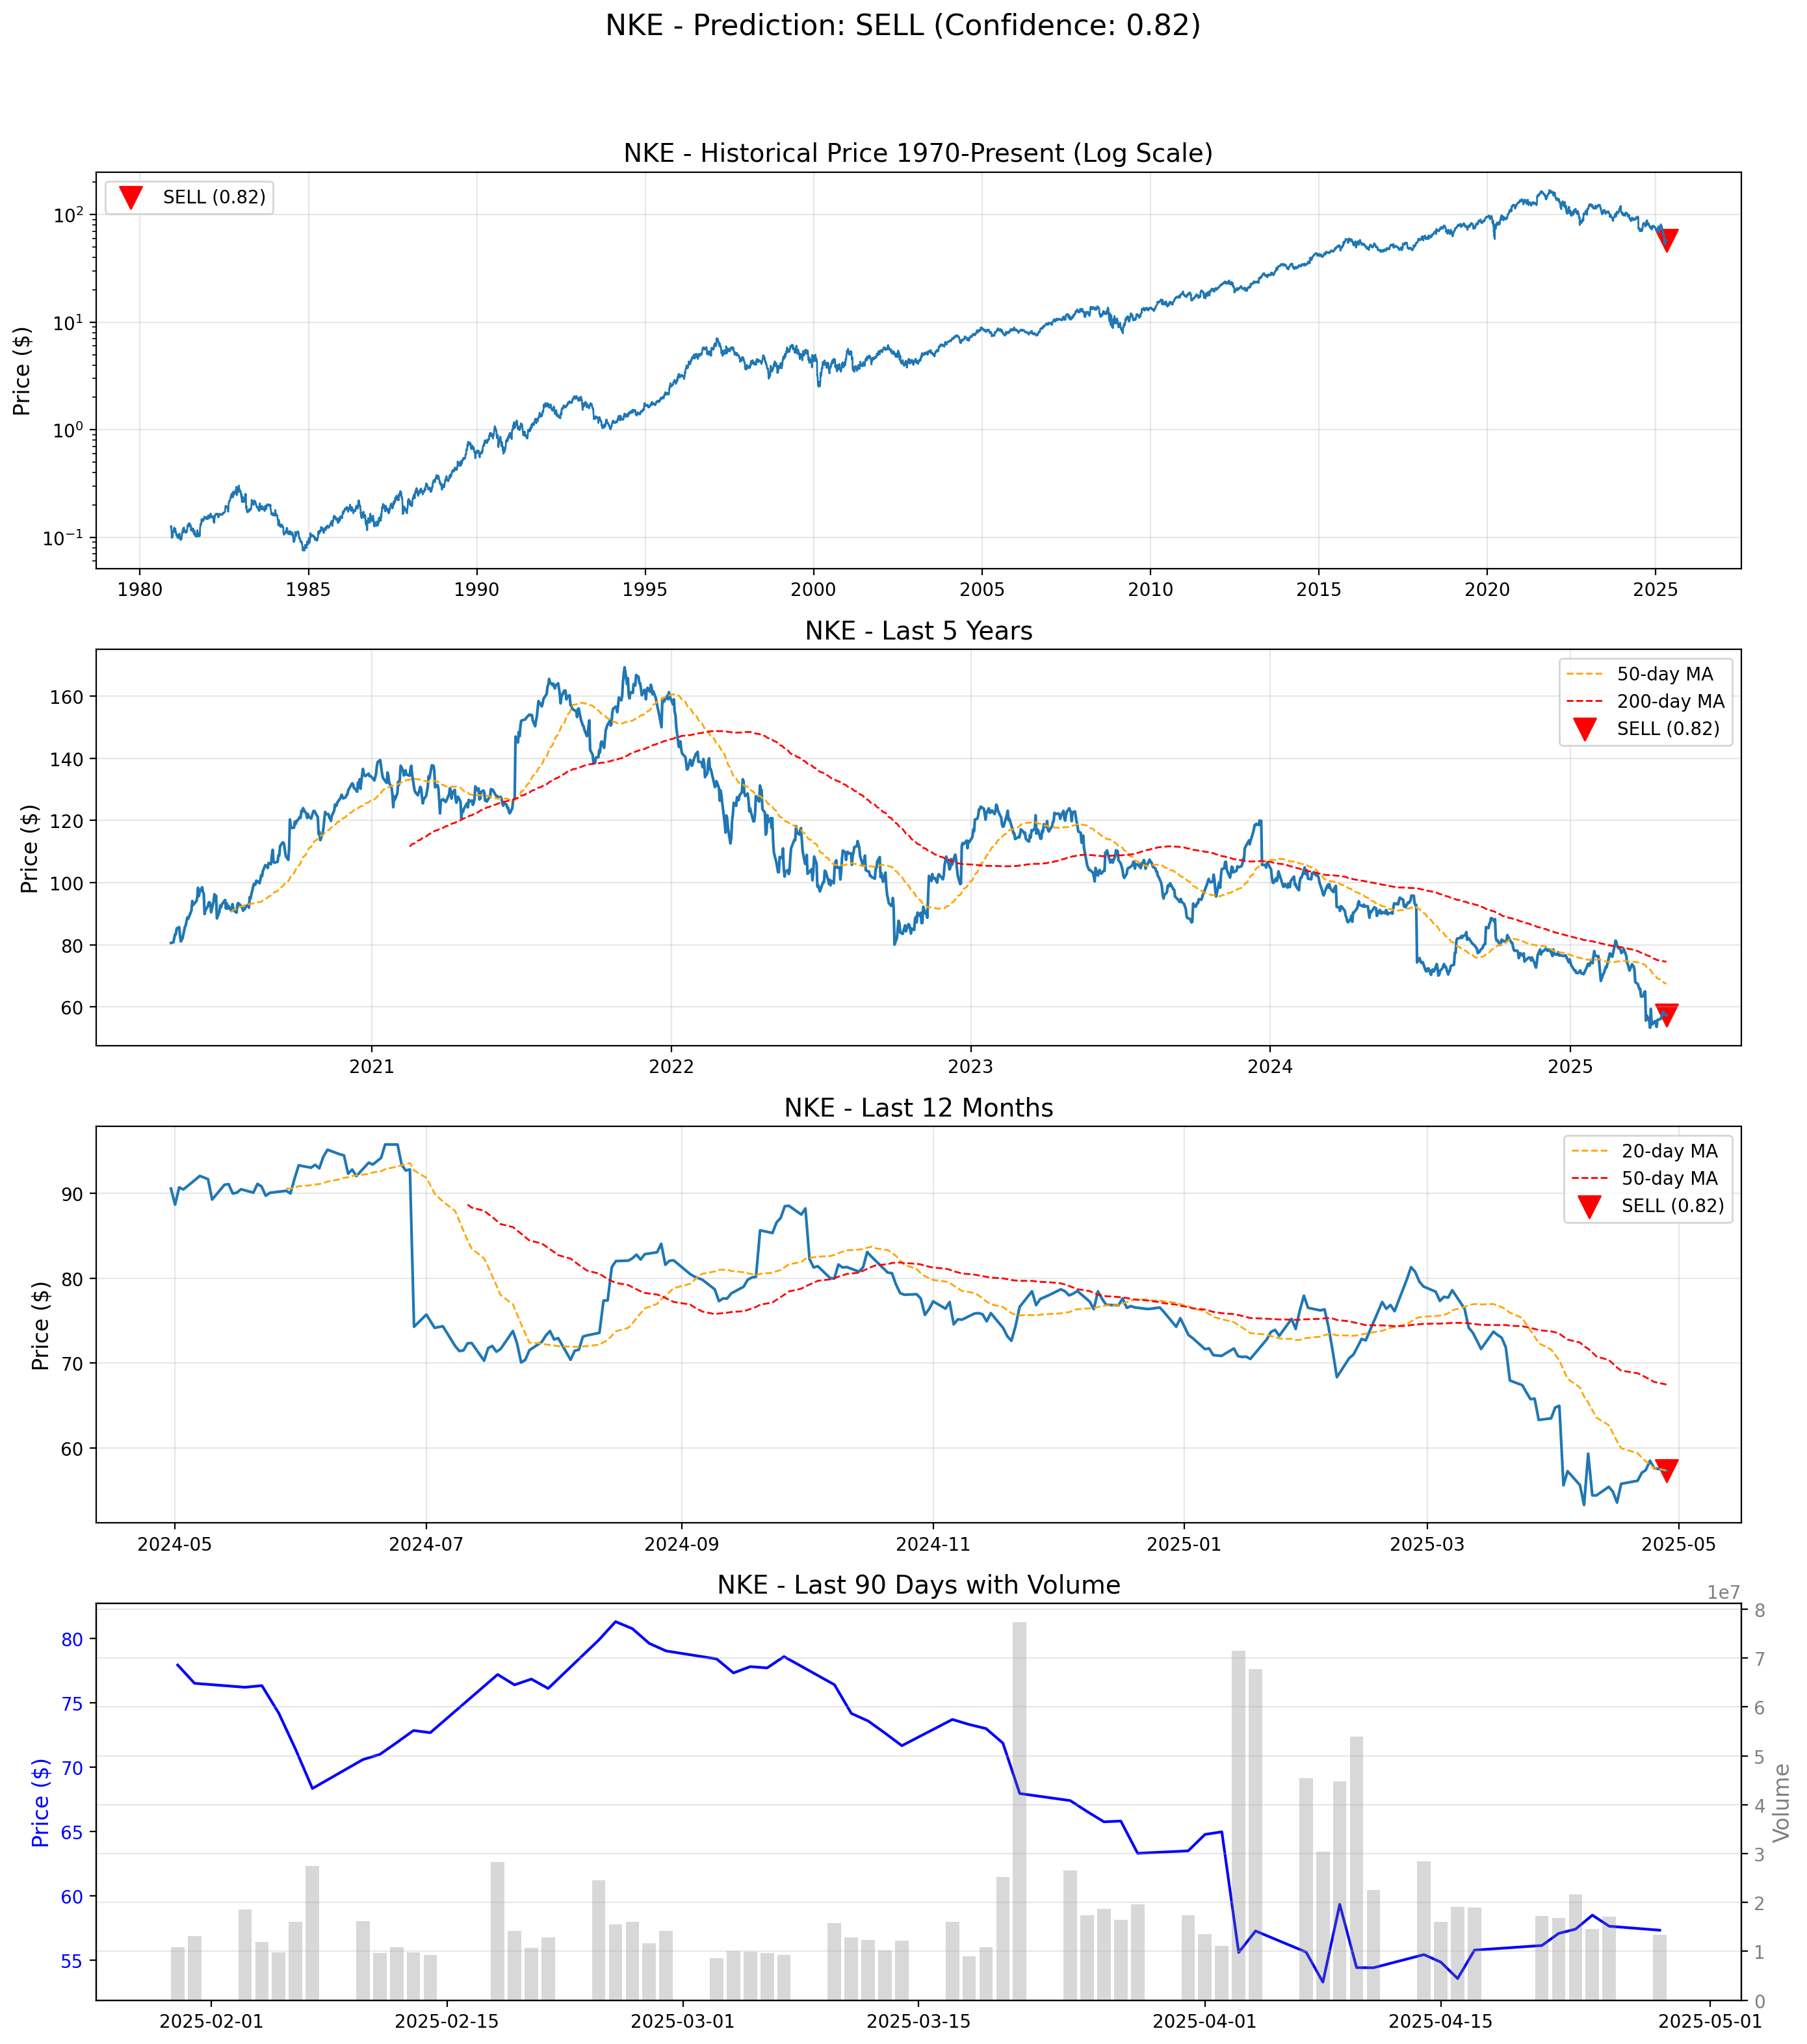 NKE - Prediction: SELL (Confidence: 0.82)
NKE - Historical Price 1970-Present (Log Scale)
SELL (0.82)
Price ($)
10²
10¹
10⁰
10⁻¹
1980 1985 1990 1995 2000 2005 2010 2015 2020 2025
NKE - Last 5 Years
50-day MA
200-day MA
SELL (0.82)
Price ($)
160
140
120
100
80
60
2021 2022 2023 2024 2025
NKE - Last 12 Months
20-day MA
50-day MA
SELL (0.82)
Price ($)
90
80
70
60
2024-05 2024-07 2024-09 2024-11 2025-01 2025-03 2025-05
NKE - Last 90 Days with Volume
1e7
Price ($)
80
75
70
65
60
55
8
7
6
5
4
3
2
1
0
Volume
2025-02-01 2025-02-15 2025-03-01 2025-03-15 2025-04-01 2025-04-15 2025-05-01